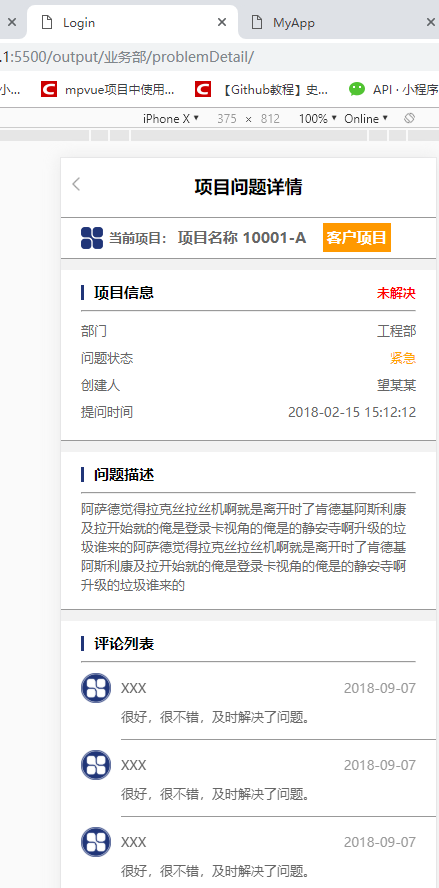 Login
MyApp
.1:5500/output/业务部/problemDetail/
小...
mpvue项目中使用...
【Github教程】史...
API · 小程序
iPhone X ▼ 375 × 812 100% ▼ Online ▼
项目问题详情
当前项目： 项目名称 10001-A 客户项目
项目信息 未解决
部门 工程部
问题状态 紧急
创建人 望某某
提问时间 2018-02-15 15:12:12
问题描述
阿萨德觉得拉克丝拉丝机啊就是离开时了肯德基阿斯利康
及拉开始就的俺是登录卡视角的俺是的静安寺啊升级的垃
圾谁来的阿萨德觉得拉克丝拉丝机啊就是离开时了肯德基
阿斯利康及拉开始就的俺是登录卡视角的俺是的静安寺啊
升级的垃圾谁来的
评论列表
XXX 2018-09-07
很好，很不错，及时解决了问题。
XXX 2018-09-07
很好，很不错，及时解决了问题。
XXX 2018-09-07
很好，很不错，及时解决了问题。